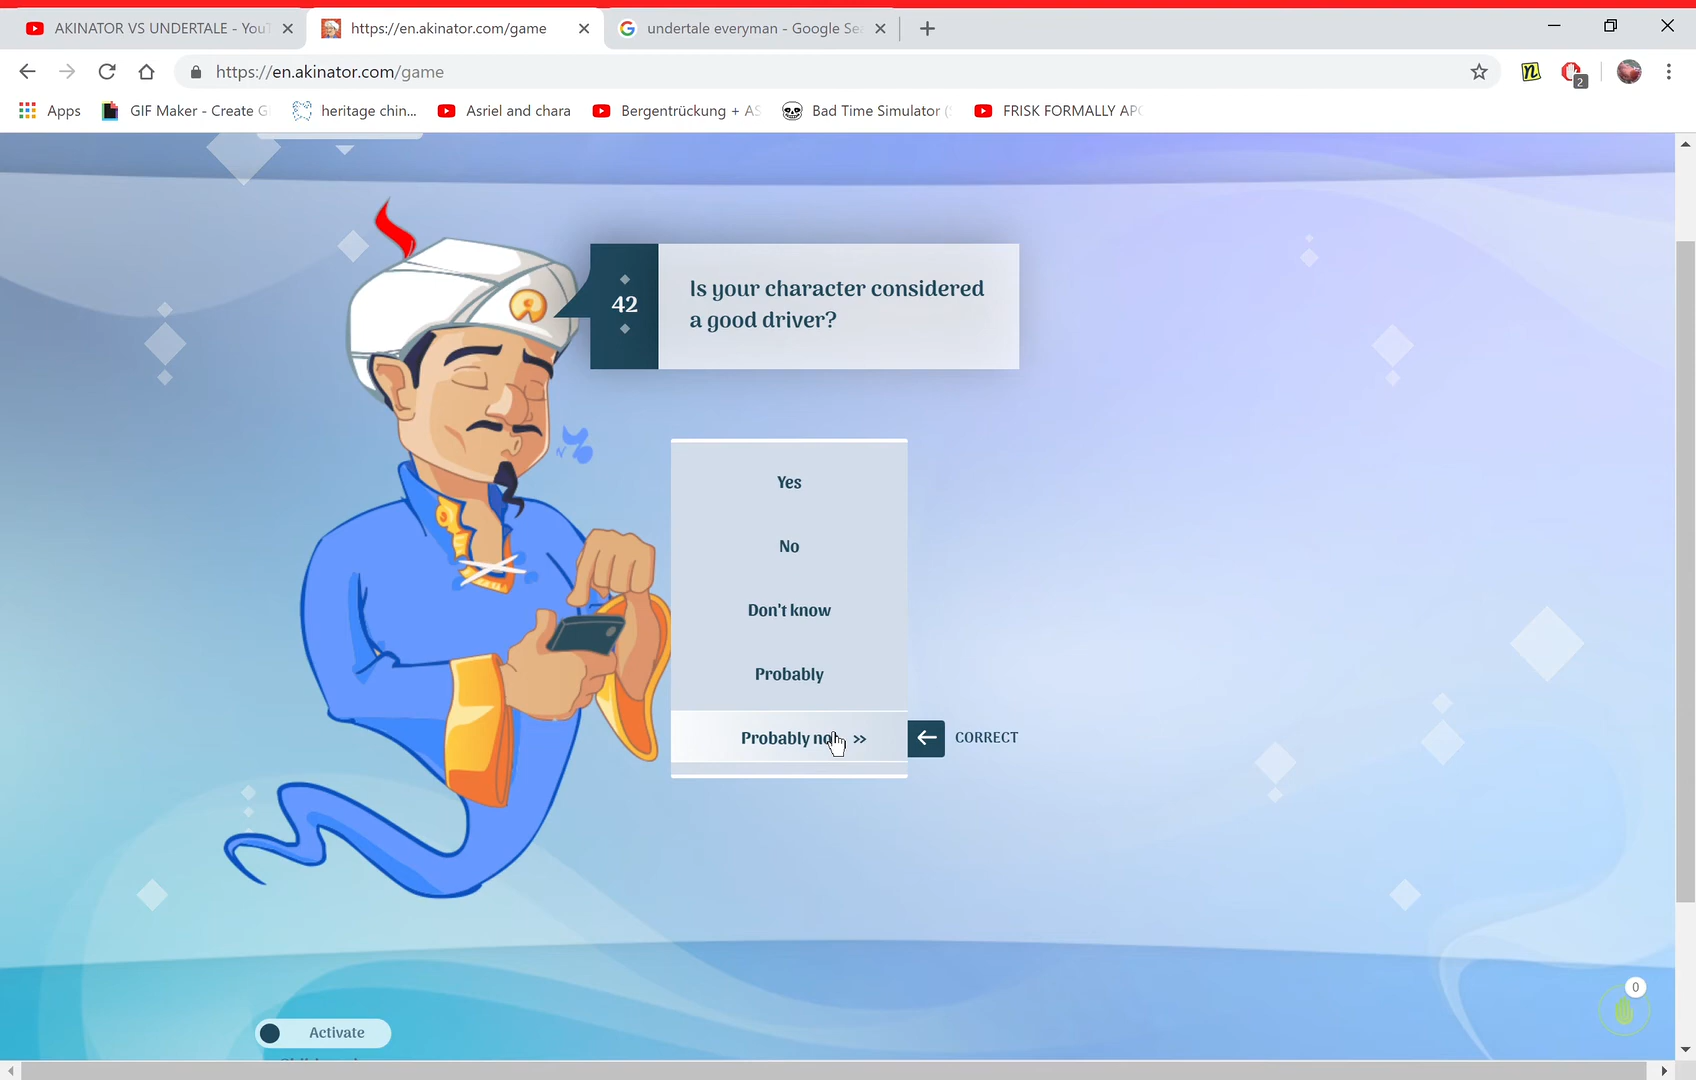 AKINATOR VS UNDERTALE - You
https://en.akinator.com/game
undertale everyman - Google Se
https://en.akinator.com/game
2
Apps
GIF Maker - Create G
heritage chin...
Asriel and chara
Bergentrückung + AS
Bad Time Simulator (
FRISK FORMALLY AP
42
Is your character considered
a good driver?
Yes
No
Don't know
Probably
Probably not
CORRECT
0
Activate